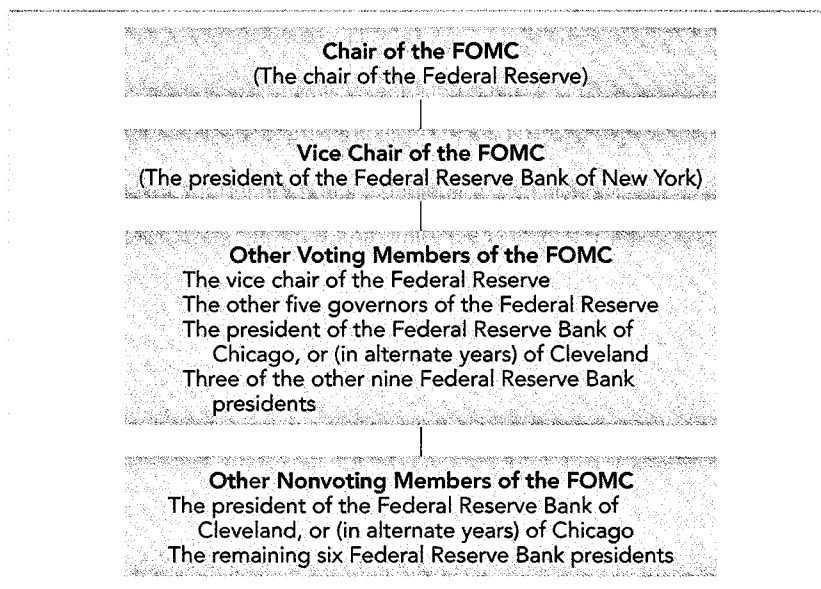 Chair of the FOMC
(The chair of the Federal Reserve)
Vice Chair of the FOMC
(The president of the Federal Reserve Bank of New York)
Other Voting Members of the FOMC
The vice chair of the Federal Reserve
The other five governors of the Federal Reserve
The president of the Federal Reserve Bank of
Chicago, or (in alternate years) of Cleveland
Three of the other nine Federal Reserve Bank
presidents
Other Nonvoting Members of the FOMC
The president of the Federal Reserve Bank of
Cleveland, or (in alternate years) of Chicago
The remaining six Federal Reserve Bank presidents